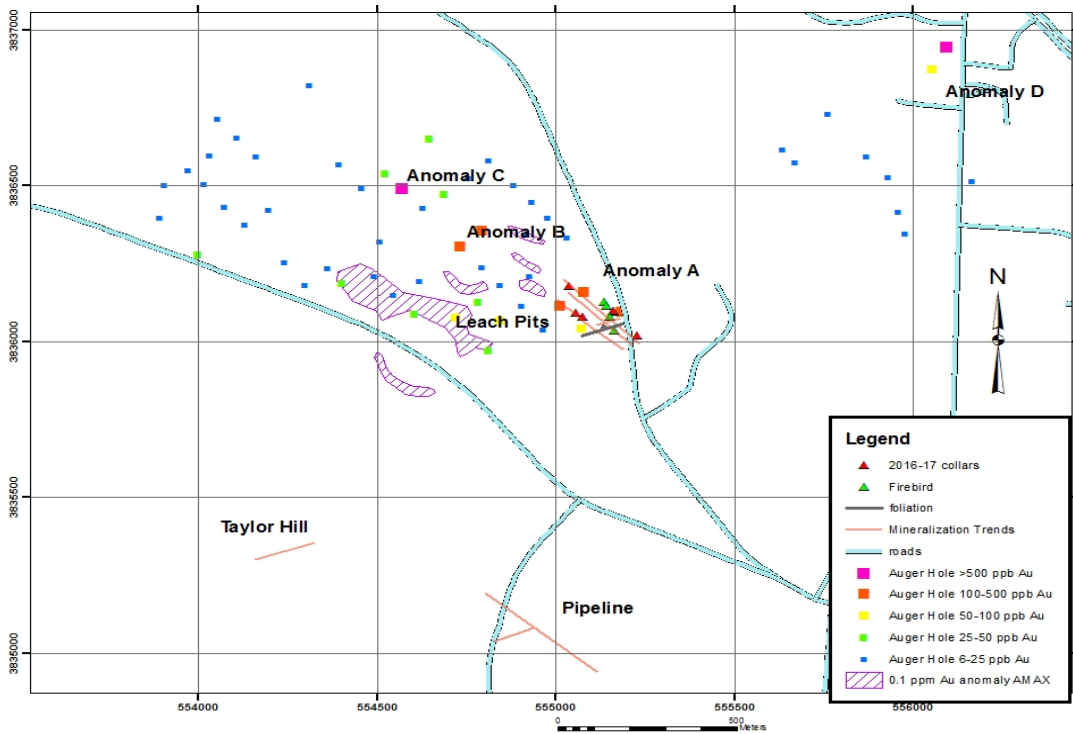 3837000
3836500
3836000
3835500
3835000
Anomaly D
Anomaly C
Anomaly B
Anomaly A
Leach Pits
Taylor Hill
Pipeline
N
Legend
2016-17 collars
Firebird
foliation
Mineralization Trends
roads
Auger Hole >500 ppb Au
Auger Hole 100-500 ppb Au
Auger Hole 50-100 ppb Au
Auger Hole 25-50 ppb Au
Auger Hole 6-25 ppb Au
0.1 ppm Au anomaly AMAX
554000 554500 555000 555500 556000
0 500 Meters